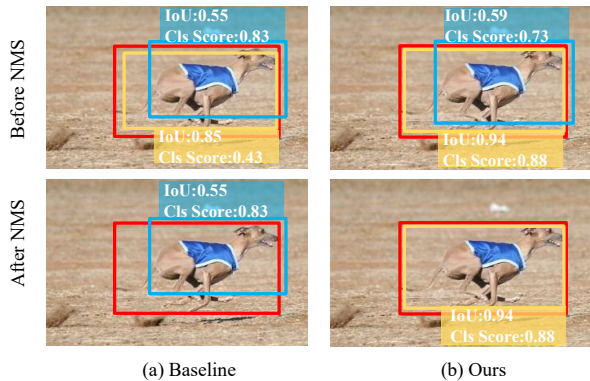 Before NMS
IoU:0.55
Cls Score:0.83
IoU:0.85
Cls Score:0.43
IoU:0.59
Cls Score:0.73
IoU:0.94
Cls Score:0.88
After NMS
IoU:0.55
Cls Score:0.83
IoU:0.94
Cls Score:0.88
(a) Baseline
(b) Ours